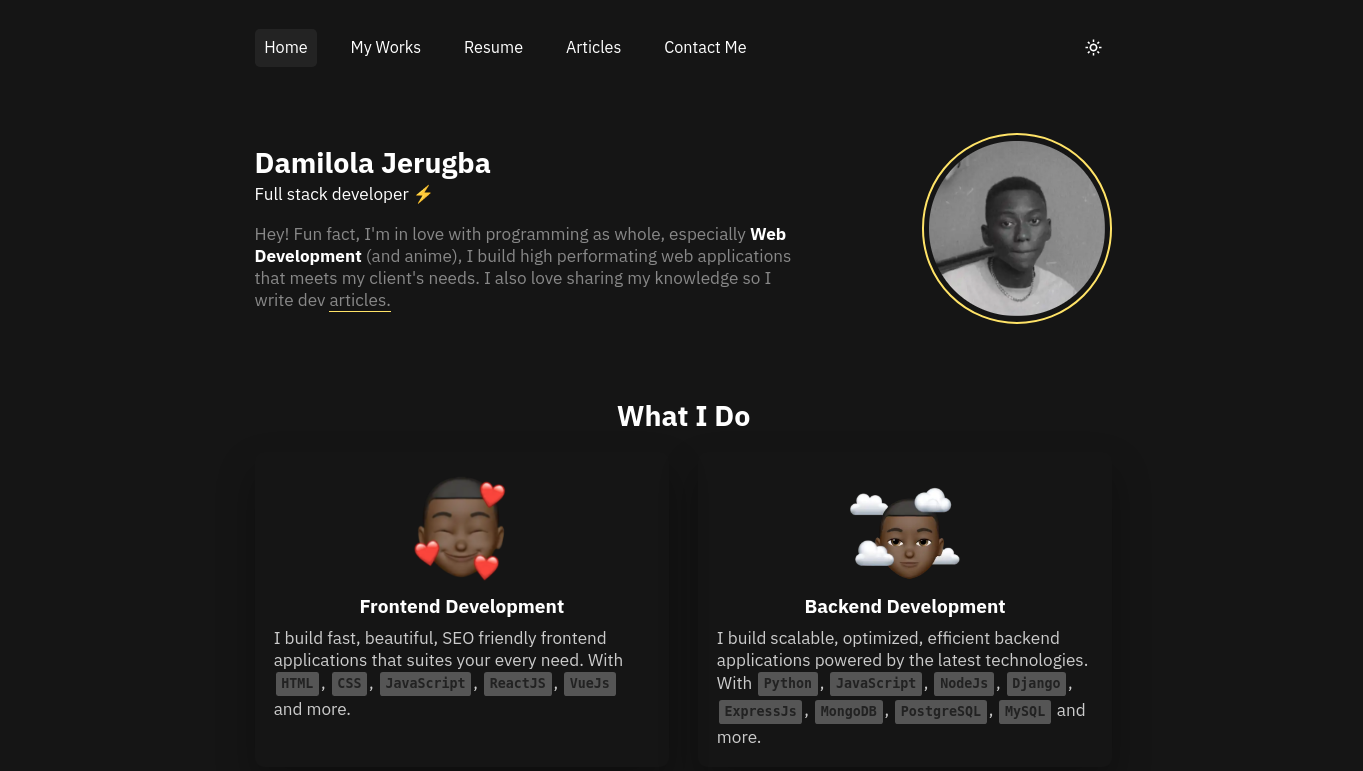 Home My Works Resume Articles Contact Me
Damilola Jerugba
Full stack developer ⚡
Hey! Fun fact, I'm in love with programming as whole, especially Web
Development (and anime), I build high performating web applications
that meets my client's needs. I also love sharing my knowledge so I
write dev articles.
What I Do
Frontend Development
I build fast, beautiful, SEO friendly frontend
applications that suites your every need. With
HTML, CSS, JavaScript, ReactJS, VueJs
and more.
Backend Development
I build scalable, optimized, efficient backend
applications powered by the latest technologies.
With Python, JavaScript, NodeJs, Django,
ExpressJs, MongoDB, PostgreSQL, MySQL and
more.